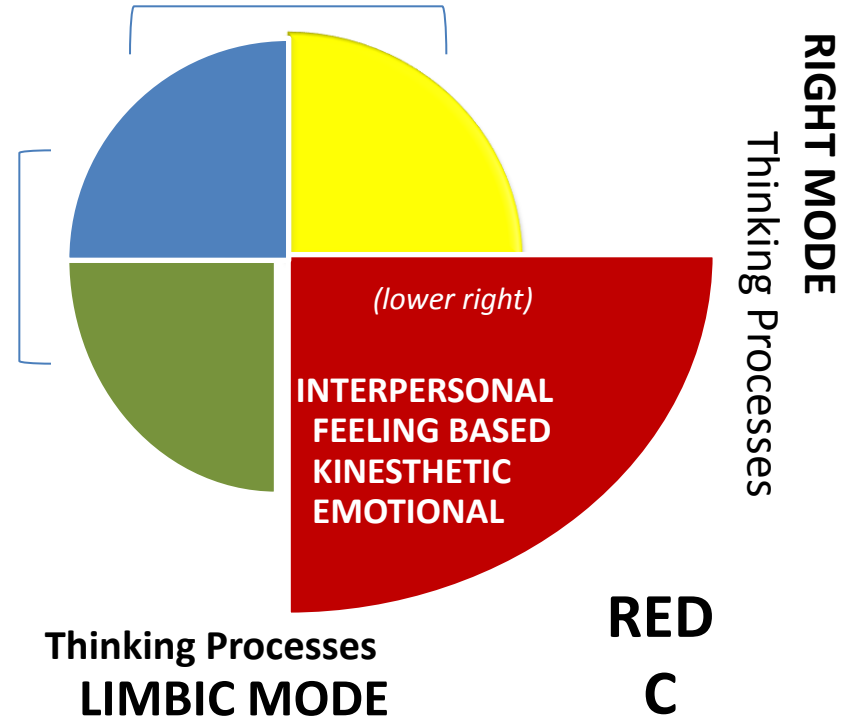 RIGHT MODE
Thinking Processes
(lower right)
INTERPERSONAL
FEELING BASED
KINESTHETIC
EMOTIONAL
RED
C
Thinking Processes
LIMBIC MODE